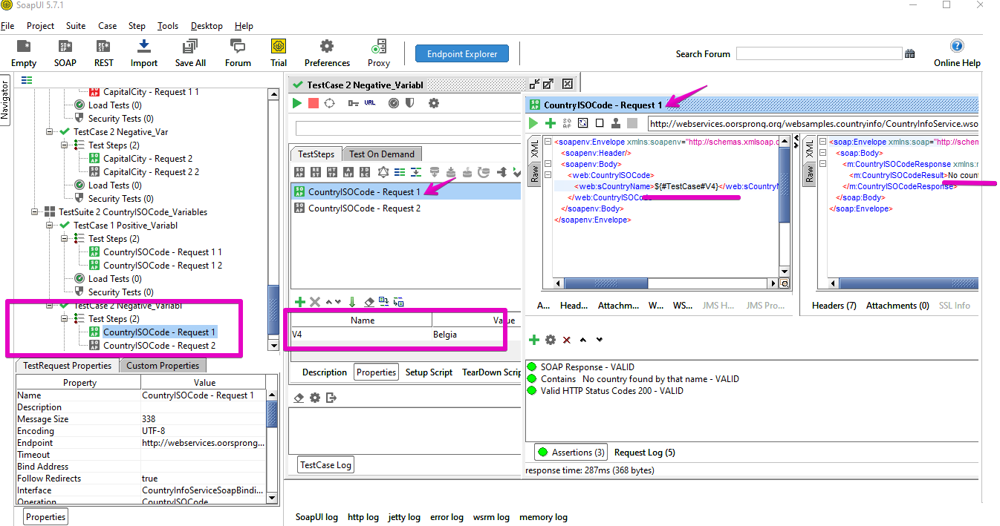 SoapUI 5.7.1
File Project Suite Case Step Tools Desktop Help
Empty SOAP REST Import Save All Forum Trial Preferences Proxy Endpoint Explorer Search Forum Online Help
Navigator
CapitalCity - Request 1 1
Load Tests (0)
Security Tests (0)
TestCase 2 Negative_Var
Test Steps (2)
CapitalCity - Request 2
CapitalCity - Request 2 2
Load Tests (0)
Security Tests (0)
TestSuite 2 CountryISOCode_Variables
TestCase 1 Positive_Variabl
Test Steps (2)
CountryISOCode - Request 1 1
CountryISOCode - Request 1 2
Load Tests (0)
Security Tests (0)
TestCase 2 Negative_Variabl
Test Steps (2)
CountryISOCode - Request 1
CountryISOCode - Request 2
TestRequest Properties Custom Properties
Property Value
Name CountryISOCode - Request 1
Description
Message Size 338
Encoding UTF-8
Endpoint http://webservices.oorsprong...
Timeout
Bind Address
Follow Redirects true
Interface CountryInfoServiceSoapBindi...
Operation CountryISOCode
Properties
TestCase 2 Negative_Variabl
URL
TestSteps Test On Demand
CountryISOCode - Request 1
CountryISOCode - Request 2
Name Value
V4 Belgia
Description Properties Setup Script TearDown Scrip
TestCase Log
CountryISOCode - Request 1
http://webservices.oorsprong.org/websamples.countryinfo/CountryInfoService.wso
XML
Raw
<soapenv:Envelope xmlns:soapenv="http://schemas.xmlsoap.o
<soapenv:Header/>
<soapenv:Body>
<web:CountryISOCode>
<web:sCountryName>${#TestCase#V4}</web:sCountryN
</web:CountryISOCode
</soapenv:Body>
</soapenv:Envelope>
XML
Raw
<soap:Envelope xmlns:soap="http://schem
<soap:Body>
<m:CountryISOCodeResponse xmlns:m
<m:CountryISOCodeResult>No count
</m:CountryISOCodeResponse>
</soap:Body>
</soap:Envelope>
A... Head... Attachm... W... WS... JMS H... JMS Pro...
Headers (7) Attachments (0) SSL Info
SOAP Response - VALID
Contains No country found by that name - VALID
Valid HTTP Status Codes 200 - VALID
Assertions (3) Request Log (5)
response time: 287ms (368 bytes)
SoapUI log http log jetty log error log wsrm log memory log